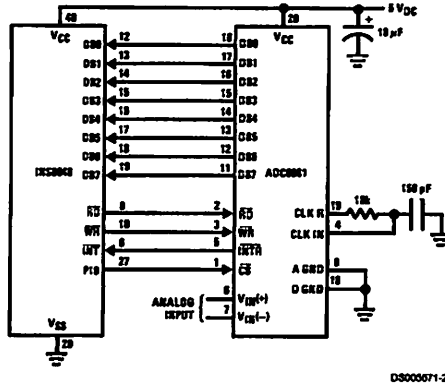 40
20
5 VDC
VCC
VCC
10 µF
+
DB0 12 18 DB0
DB1 13 17 DB1
DB2 14 16 DB2
DB3 15 15 DB3
DB4 16 14 DB4
DB5 17 13 DB5
DB6 18 12 DB6
DB7 19 11 DB7
INS8048
ADC0801
RD 8 2 RD
WR 10 3 WR
INT 6 5 INTR
P10 27 1 CS
CLK R 19 10k 150 pF
CLK IN 4
A GND 8
D GND 10
ANALOG INPUT
6 VIN(+)
7 VIN(−)
VSS
20